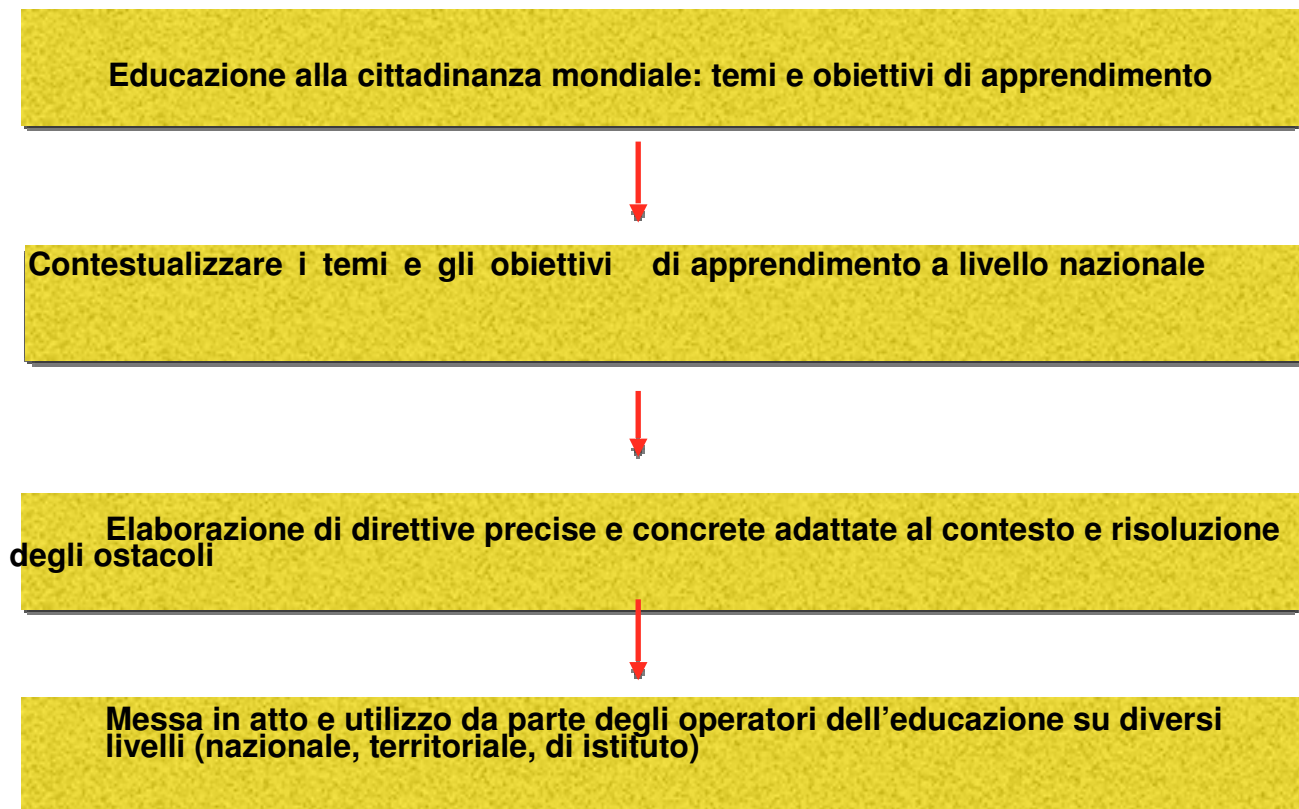 Educazione alla cittadinanza mondiale: temi e obiettivi di apprendimento
Contestualizzare i temi e gli obiettivi di apprendimento a livello nazionale
Elaborazione di direttive precise e concrete adattate al contesto e risoluzione
degli ostacoli
Messa in atto e utilizzo da parte degli operatori dell’educazione su diversi
livelli (nazionale, territoriale, di istituto)